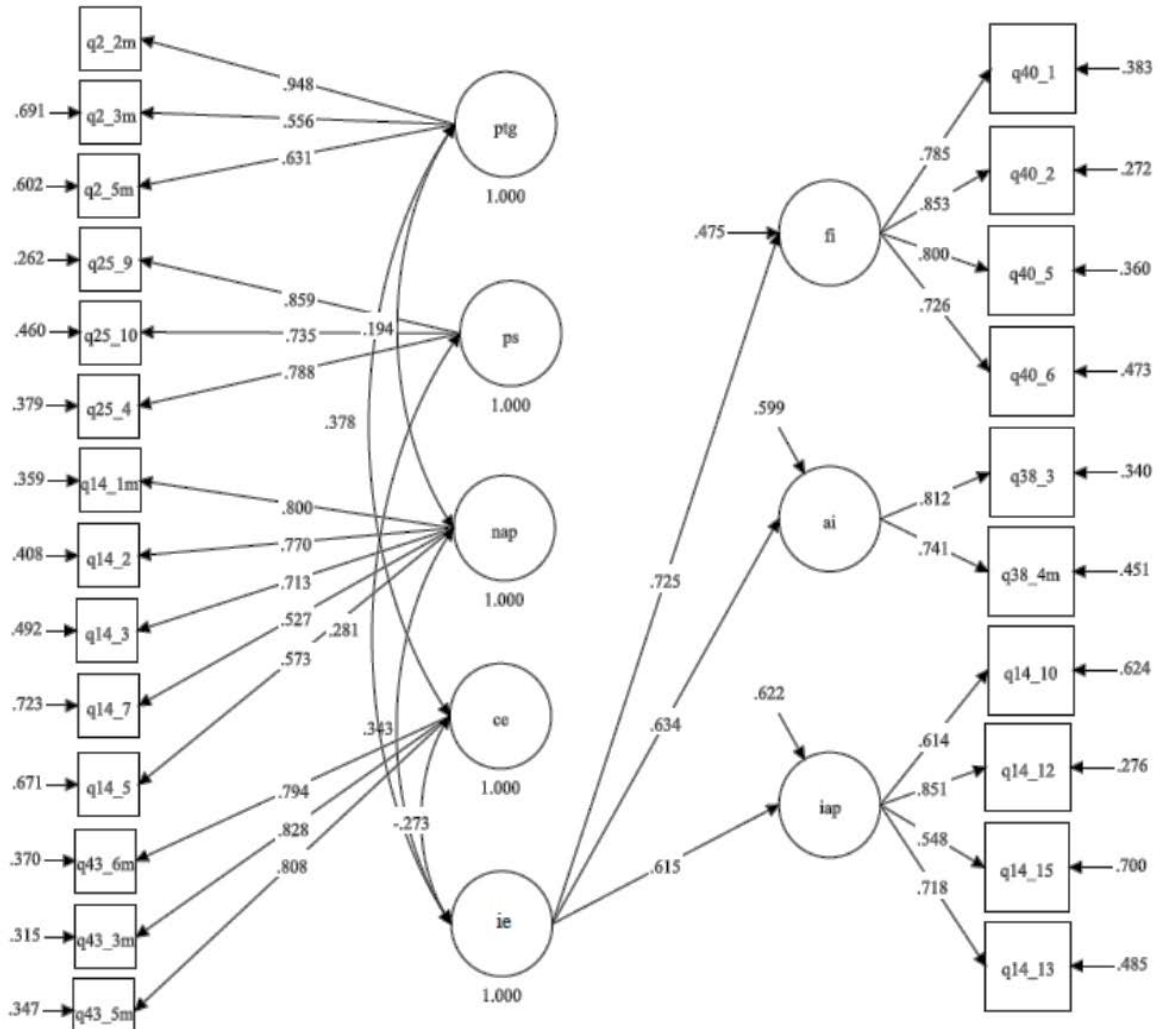 q2_2m
.948
.691 q2_3m
.556
.631
.602 q2_5m
ptg
1.000
.262 q25_9
.859
.460 q25_10
.735
.194
.788
.379 q25_4
ps
1.000
.378
.359 q14_1m
.800
.408 q14_2
.770
.713
.492 q14_3
.527
.281
.573
.723 q14_7
.671 q14_5
nap
1.000
.343
.794
.370 q43_6m
.828
.808
.315 q43_3m
.347 q43_5m
ce
1.000
-.273
ie
1.000
.725
.634
.615
.475 fi
.785
.853
.800
.726
q40_1 .383
q40_2 .272
q40_5 .360
q40_6 .473
.599
ai
.812
.741
q38_3 .340
q38_4m .451
.622
iap
.614
.851
.548
.718
q14_10 .624
q14_12 .276
q14_15 .700
q14_13 .485